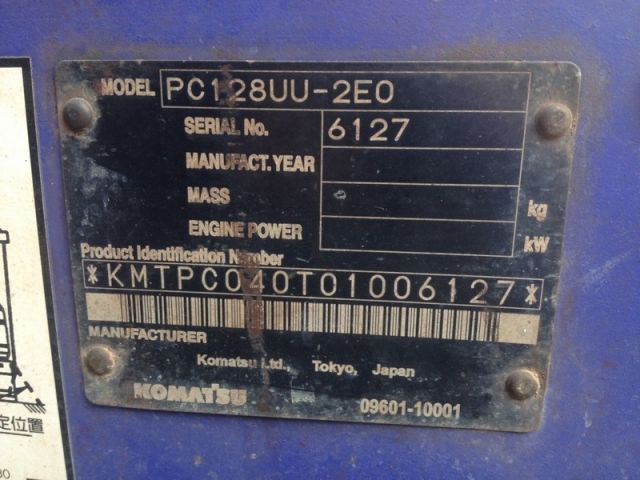 MODEL PC128UU-2E0
SERIAL No. 6127
MANUFACT. YEAR
MASS kg
ENGINE POWER kW
Product Identification Number
*KMTPC040T01006127*
MANUFACTURER
Komatsu Ltd., Tokyo, Japan
KOMATSU
09601-10001
定位置
80